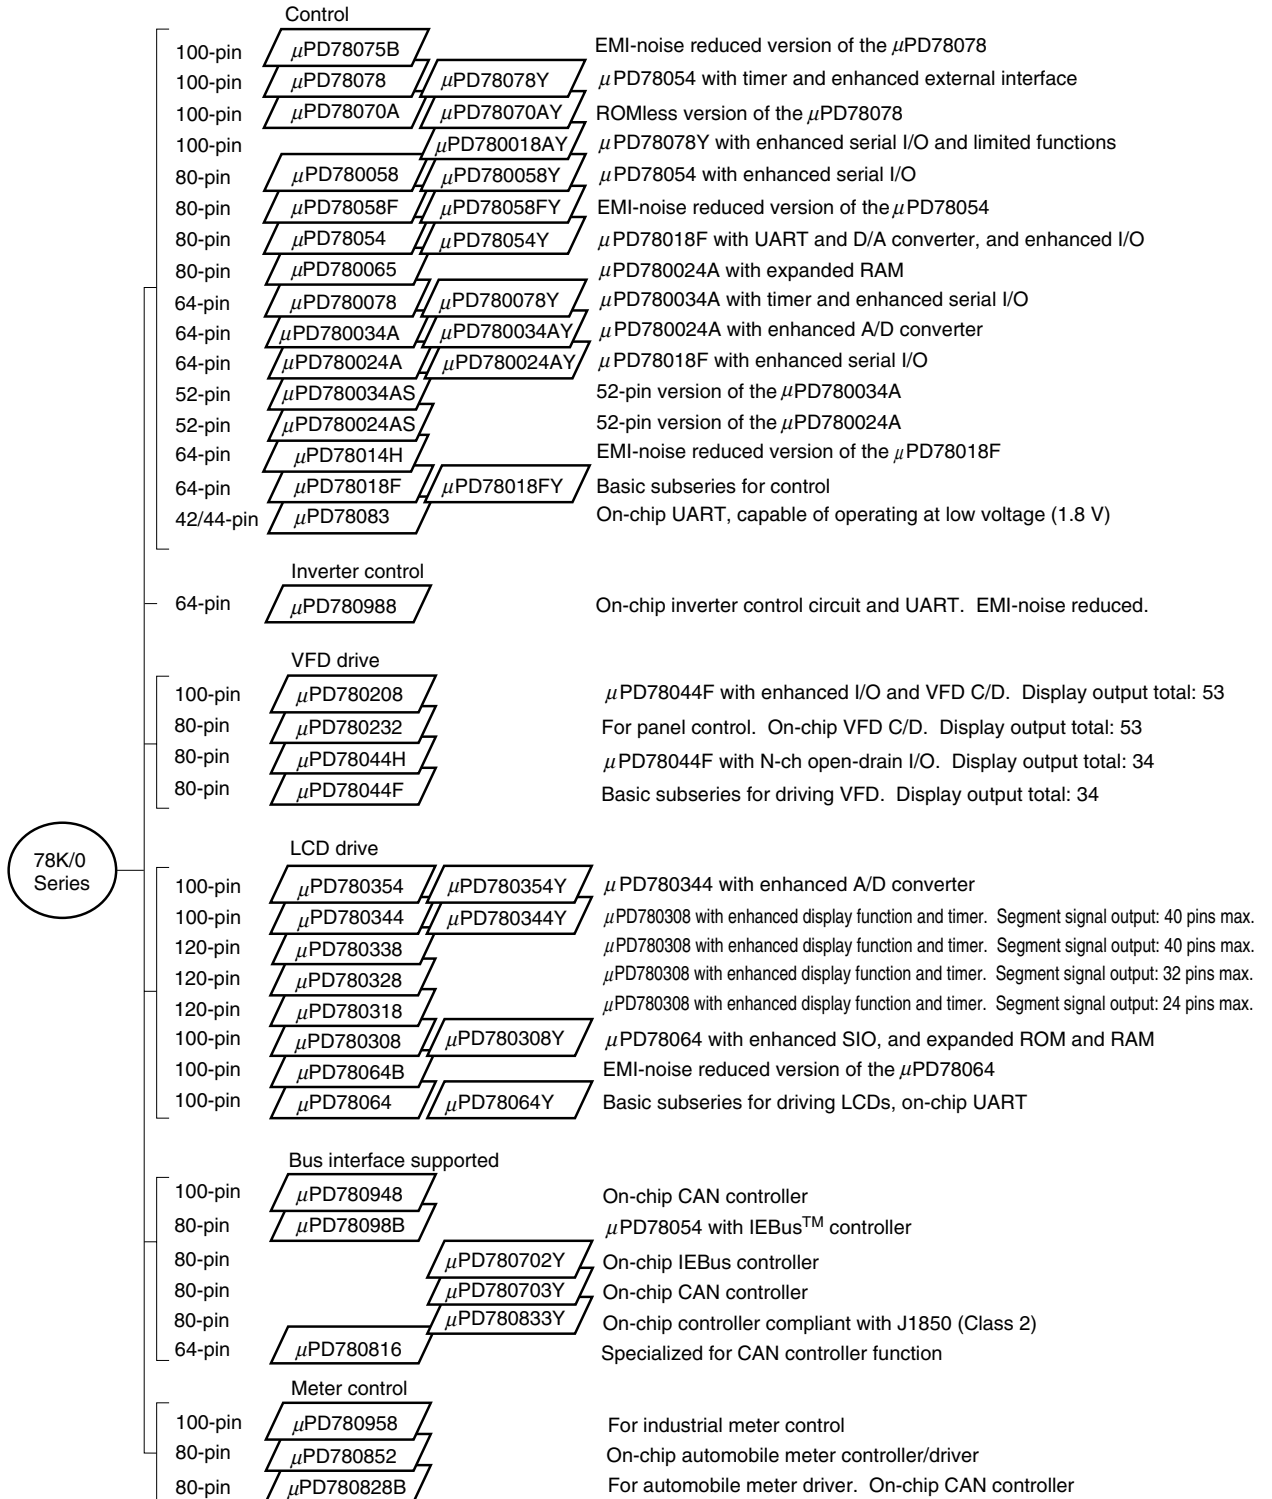 Control
100-pin μPD78075B EMI-noise reduced version of the μPD78078
100-pin μPD78078 μPD78078Y μPD78054 with timer and enhanced external interface
100-pin μPD78070A μPD78070AY ROMless version of the μPD78078
100-pin μPD780018AY μPD78078Y with enhanced serial I/O and limited functions
80-pin μPD780058 μPD780058Y μPD78054 with enhanced serial I/O
80-pin μPD78058F μPD78058FY EMI-noise reduced version of the μPD78054
80-pin μPD78054 μPD78054Y μPD78018F with UART and D/A converter, and enhanced I/O
80-pin μPD780065 μPD780024A with expanded RAM
64-pin μPD780078 μPD780078Y μPD780034A with timer and enhanced serial I/O
64-pin μPD780034A μPD780034AY μPD780024A with enhanced A/D converter
64-pin μPD780024A μPD780024AY μPD78018F with enhanced serial I/O
52-pin μPD780034AS 52-pin version of the μPD780034A
52-pin μPD780024AS 52-pin version of the μPD780024A
64-pin μPD78014H EMI-noise reduced version of the μPD78018F
64-pin μPD78018F μPD78018FY Basic subseries for control
42/44-pin μPD78083 On-chip UART, capable of operating at low voltage (1.8 V)
Inverter control
64-pin μPD780988 On-chip inverter control circuit and UART. EMI-noise reduced.
VFD drive
100-pin μPD780208 μPD78044F with enhanced I/O and VFD C/D. Display output total: 53
80-pin μPD780232 For panel control. On-chip VFD C/D. Display output total: 53
80-pin μPD78044H μPD78044F with N-ch open-drain I/O. Display output total: 34
80-pin μPD78044F Basic subseries for driving VFD. Display output total: 34
78K/0
Series
LCD drive
100-pin μPD780354 μPD780354Y μPD780344 with enhanced A/D converter
100-pin μPD780344 μPD780344Y μPD780308 with enhanced display function and timer. Segment signal output: 40 pins max.
120-pin μPD780338 μPD780308 with enhanced display function and timer. Segment signal output: 40 pins max.
120-pin μPD780328 μPD780308 with enhanced display function and timer. Segment signal output: 32 pins max.
120-pin μPD780318 μPD780308 with enhanced display function and timer. Segment signal output: 24 pins max.
100-pin μPD780308 μPD780308Y μPD78064 with enhanced SIO, and expanded ROM and RAM
100-pin μPD78064B EMI-noise reduced version of the μPD78064
100-pin μPD78064 μPD78064Y Basic subseries for driving LCDs, on-chip UART
Bus interface supported
100-pin μPD780948 On-chip CAN controller
80-pin μPD78098B μPD78054 with IEBus™ controller
80-pin μPD780702Y On-chip IEBus controller
80-pin μPD780703Y On-chip CAN controller
80-pin μPD780833Y On-chip controller compliant with J1850 (Class 2)
64-pin μPD780816 Specialized for CAN controller function
Meter control
100-pin μPD780958 For industrial meter control
80-pin μPD780852 On-chip automobile meter controller/driver
80-pin μPD780828B For automobile meter driver. On-chip CAN controller